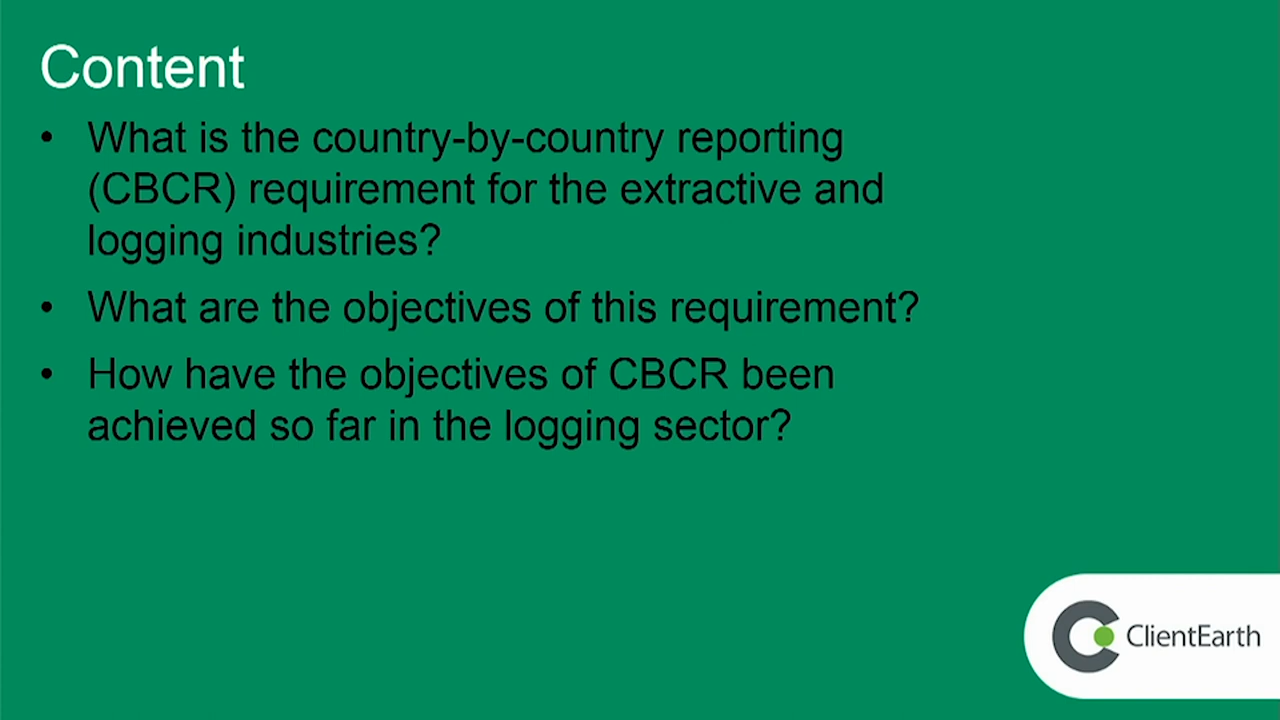 Content
• What is the country-by-country reporting
(CBCR) requirement for the extractive and
logging industries?
• What are the objectives of this requirement?
• How have the objectives of CBCR been
achieved so far in the logging sector?
ClientEarth